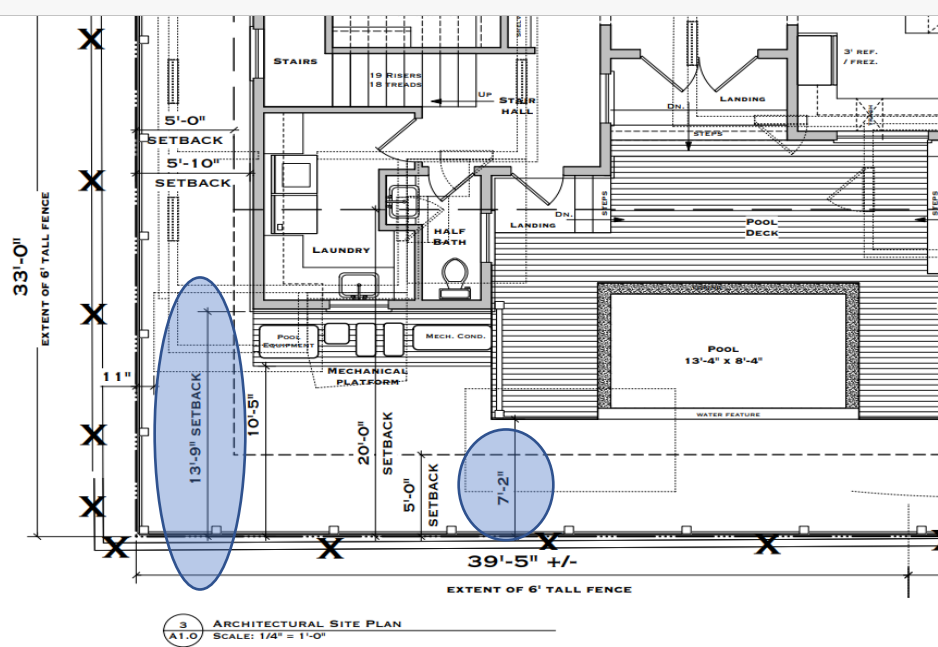 STAIRS
19 RISERS
18 TREADS
UP
STAIR
HALL
DN.
LANDING
STEPS
3' REF.
/ FREZ.
5'-0"
SETBACK
5'-10"
SETBACK
33'-0"
EXTENT OF 6' TALL FENCE
LAUNDRY
HALF
BATH
DN.
LANDING
STEPS
POOL
DECK
STEPS
POOL
EQUIPMENT
MECH. COND.
MECHANICAL
PLATFORM
POOL
13'-4" X 8'-4"
WATER FEATURE
11"
13'-9" SETBACK
10'-5"
20'-0"
SETBACK
5'-0"
SETBACK
7'-2"
39'-5" +/-
EXTENT OF 6' TALL FENCE
3
A1.0
ARCHITECTURAL SITE PLAN
SCALE: 1/4" = 1'-0"